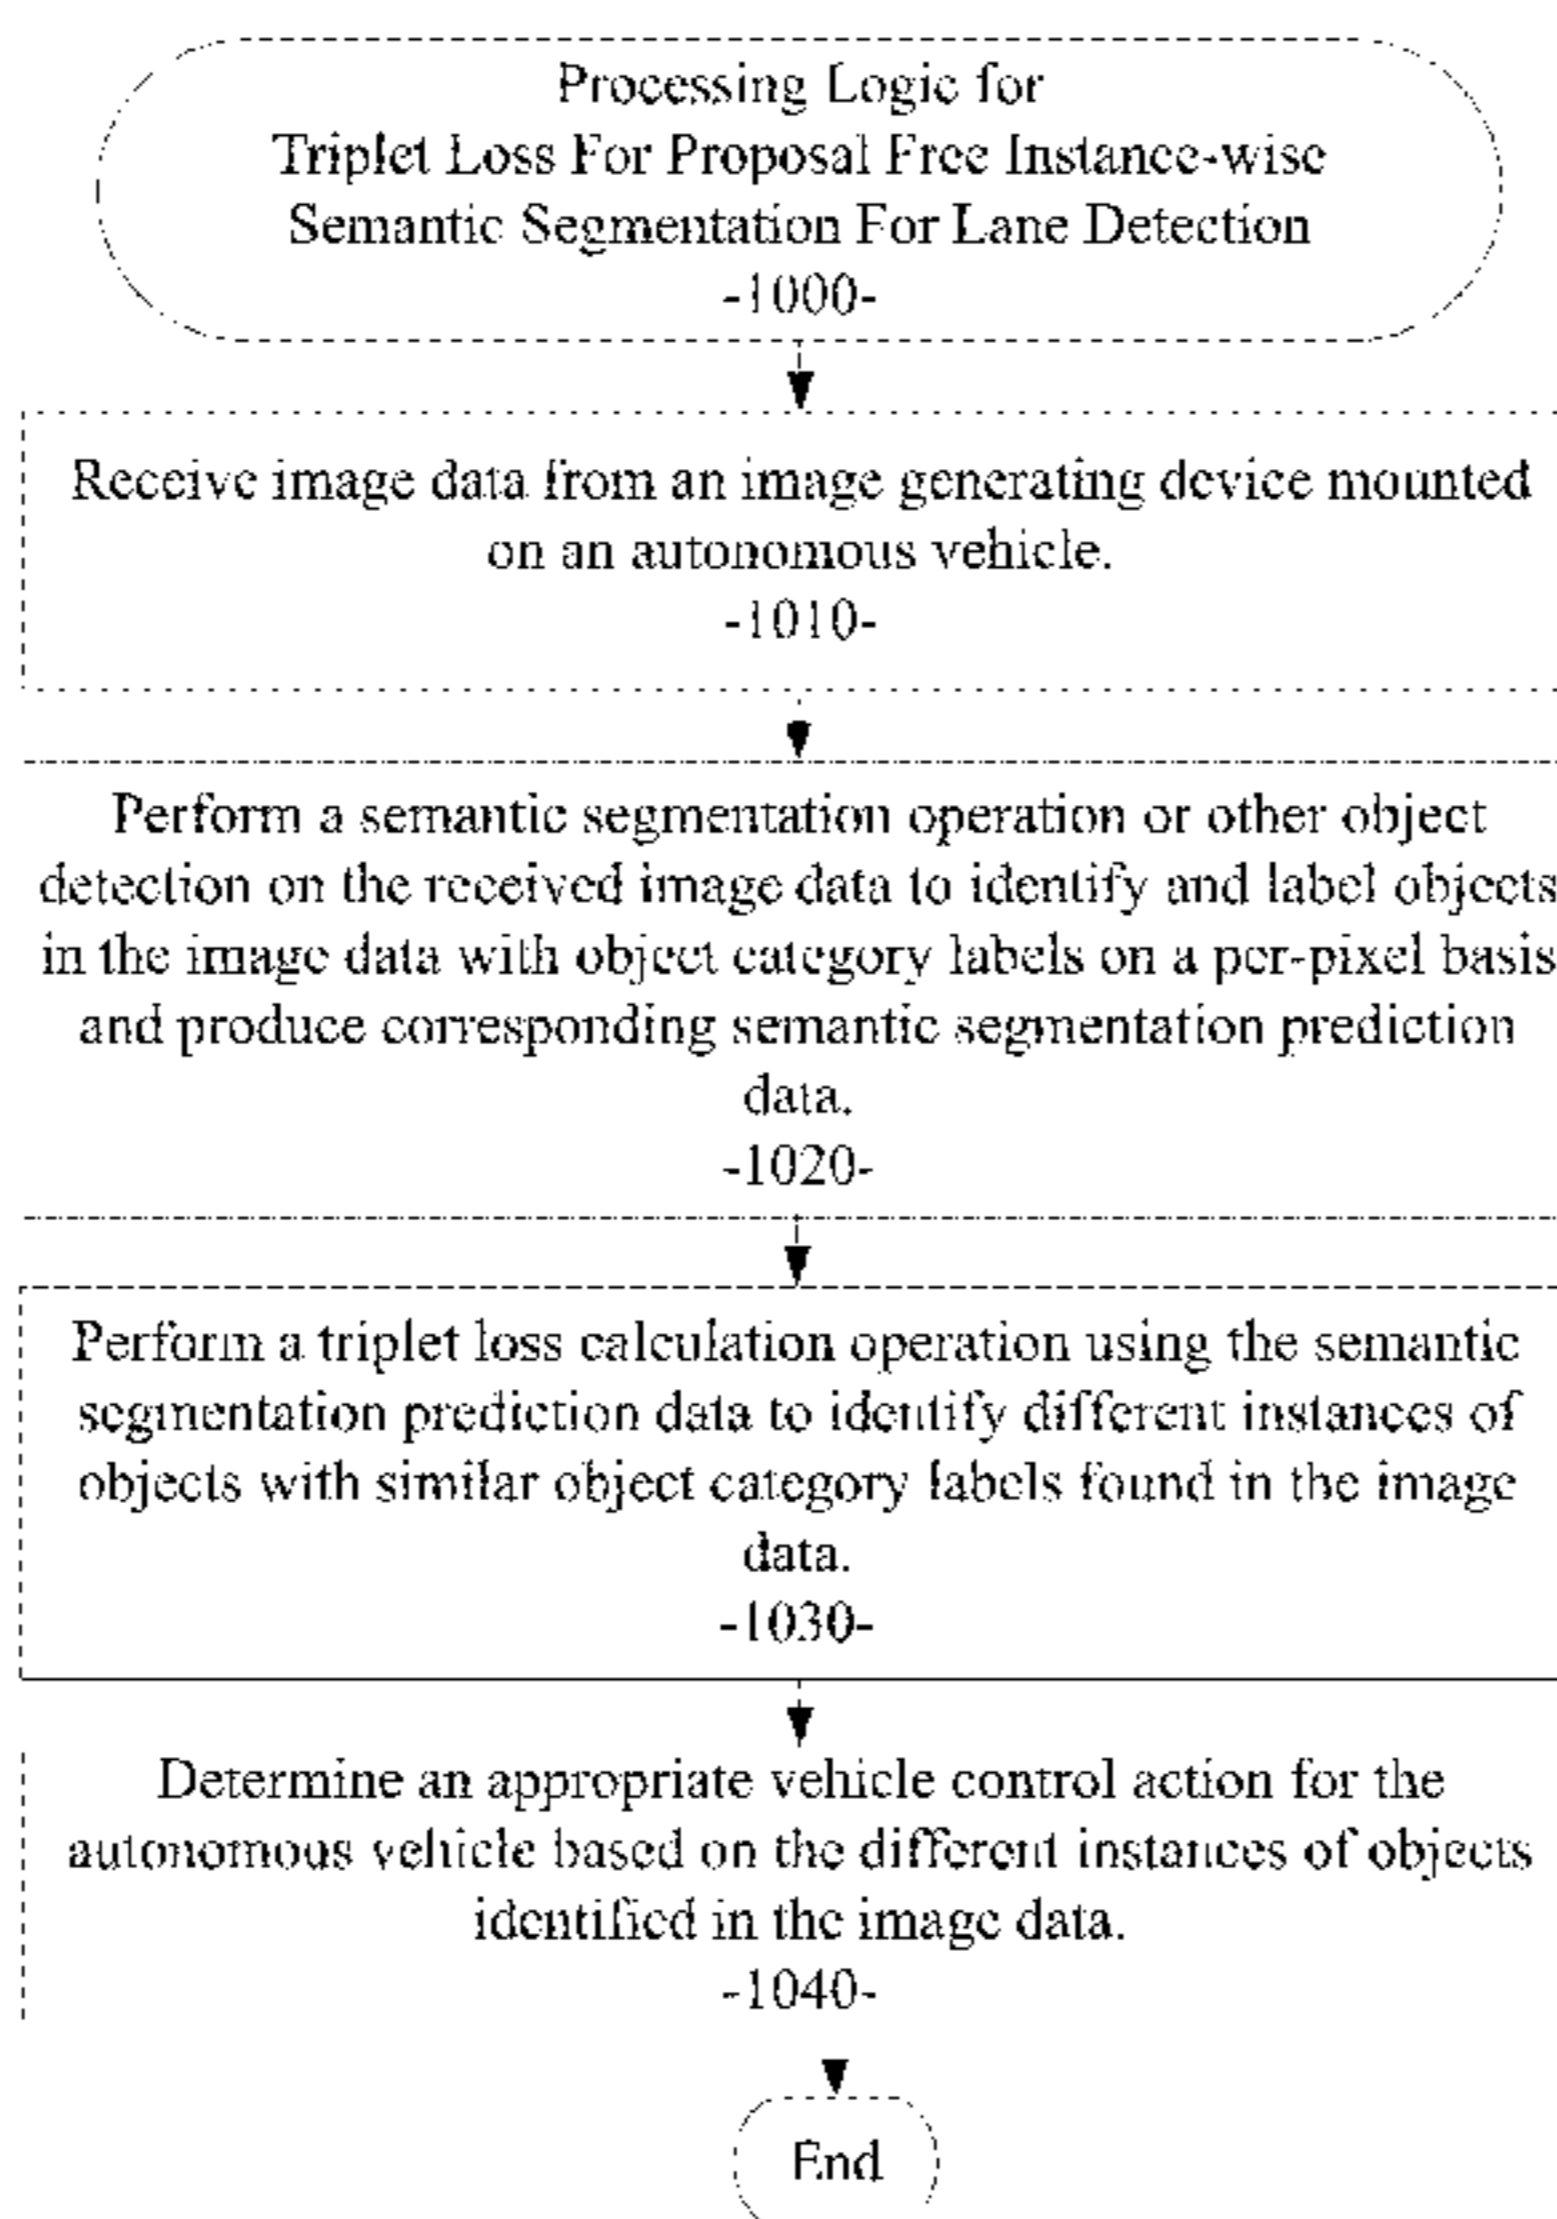 Processing Logic for
Triplet Loss For Proposal Free Instance-wise
Semantic Segmentation For Lane Detection
-1000-
Receive image data from an image generating device mounted
on an autonomous vehicle.
-1010-
Perform a semantic segmentation operation or other object
detection on the received image data to identify and label objects
in the image data with object category labels on a per-pixel basis
and produce corresponding semantic segmentation prediction
data.
-1020-
Perform a triplet loss calculation operation using the semantic
segmentation prediction data to identify different instances of
objects with similar object category labels found in the image
data.
-1030-
Determine an appropriate vehicle control action for the
autonomous vehicle based on the different instances of objects
identified in the image data.
-1040-
End